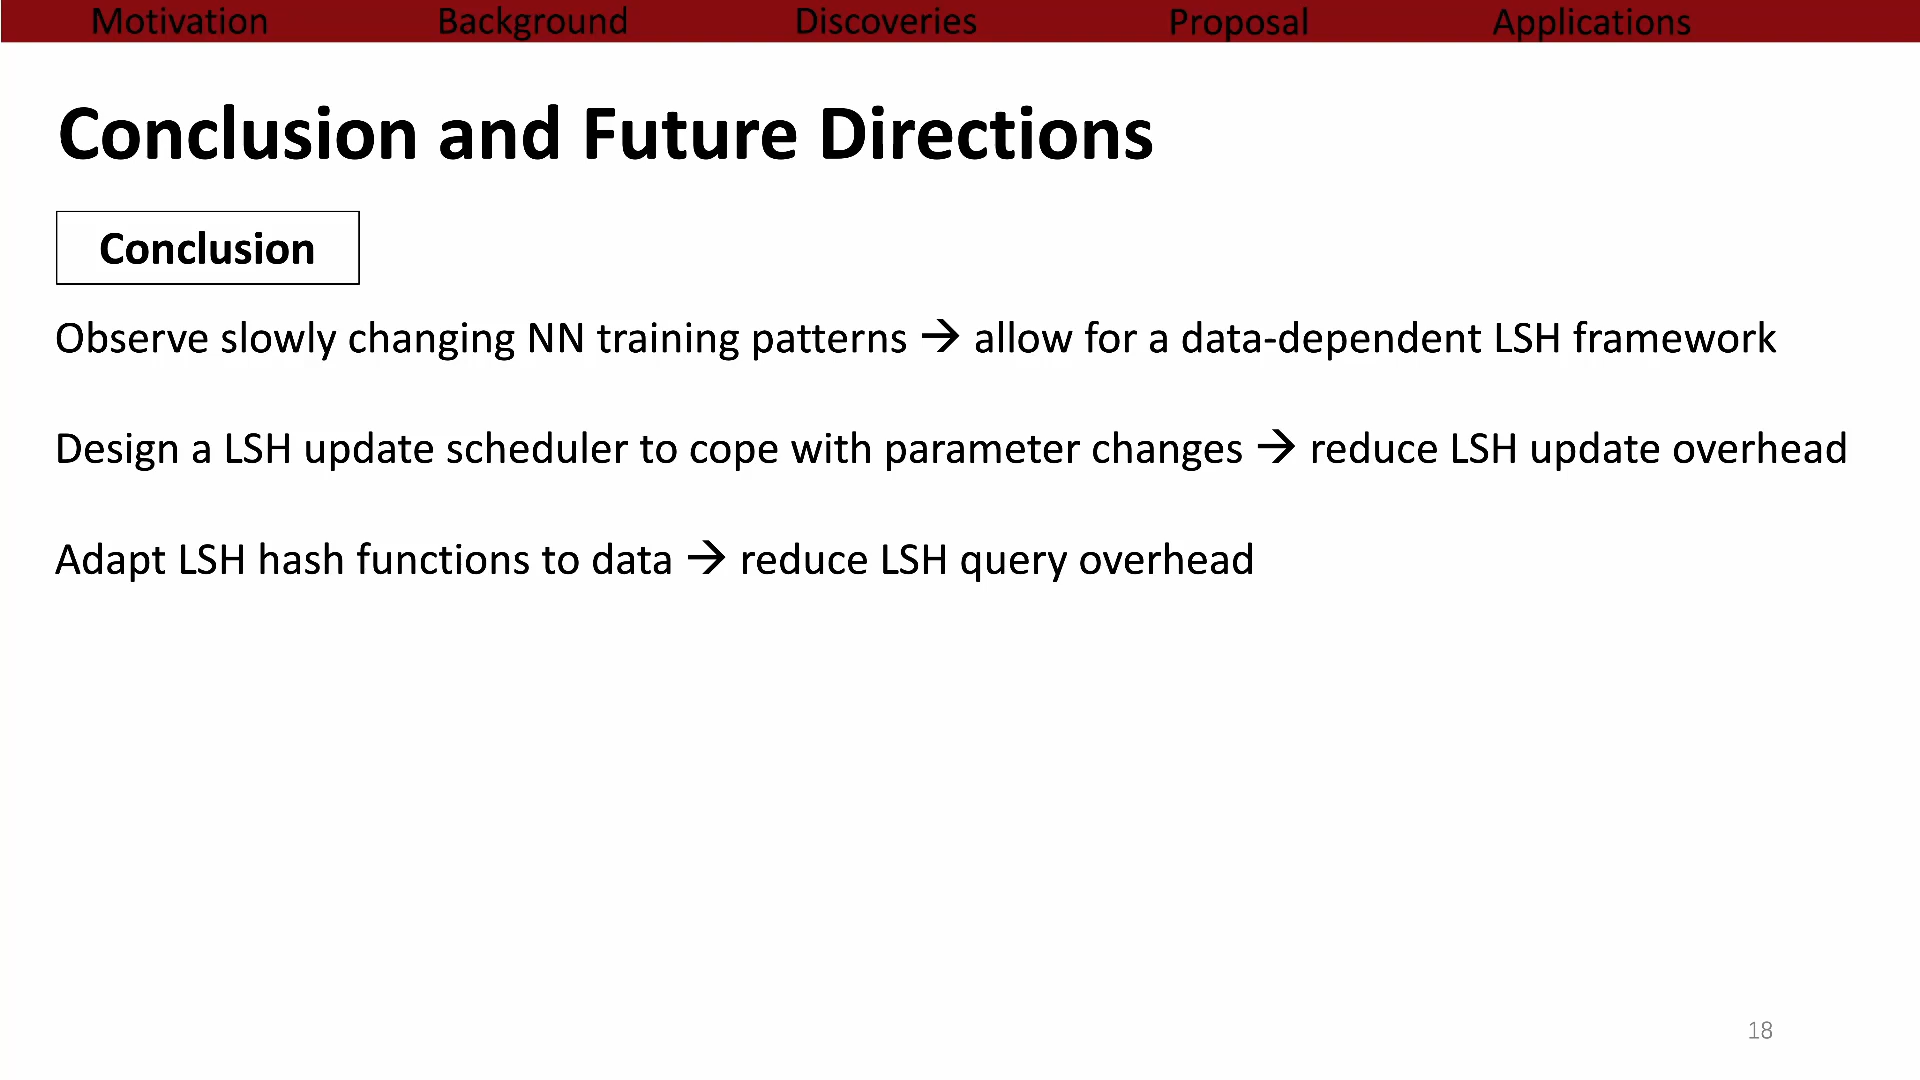 Motivation Background Discoveries Proposal Applications
Conclusion and Future Directions
Conclusion
Observe slowly changing NN training patterns → allow for a data-dependent LSH framework
Design a LSH update scheduler to cope with parameter changes → reduce LSH update overhead
Adapt LSH hash functions to data → reduce LSH query overhead
18